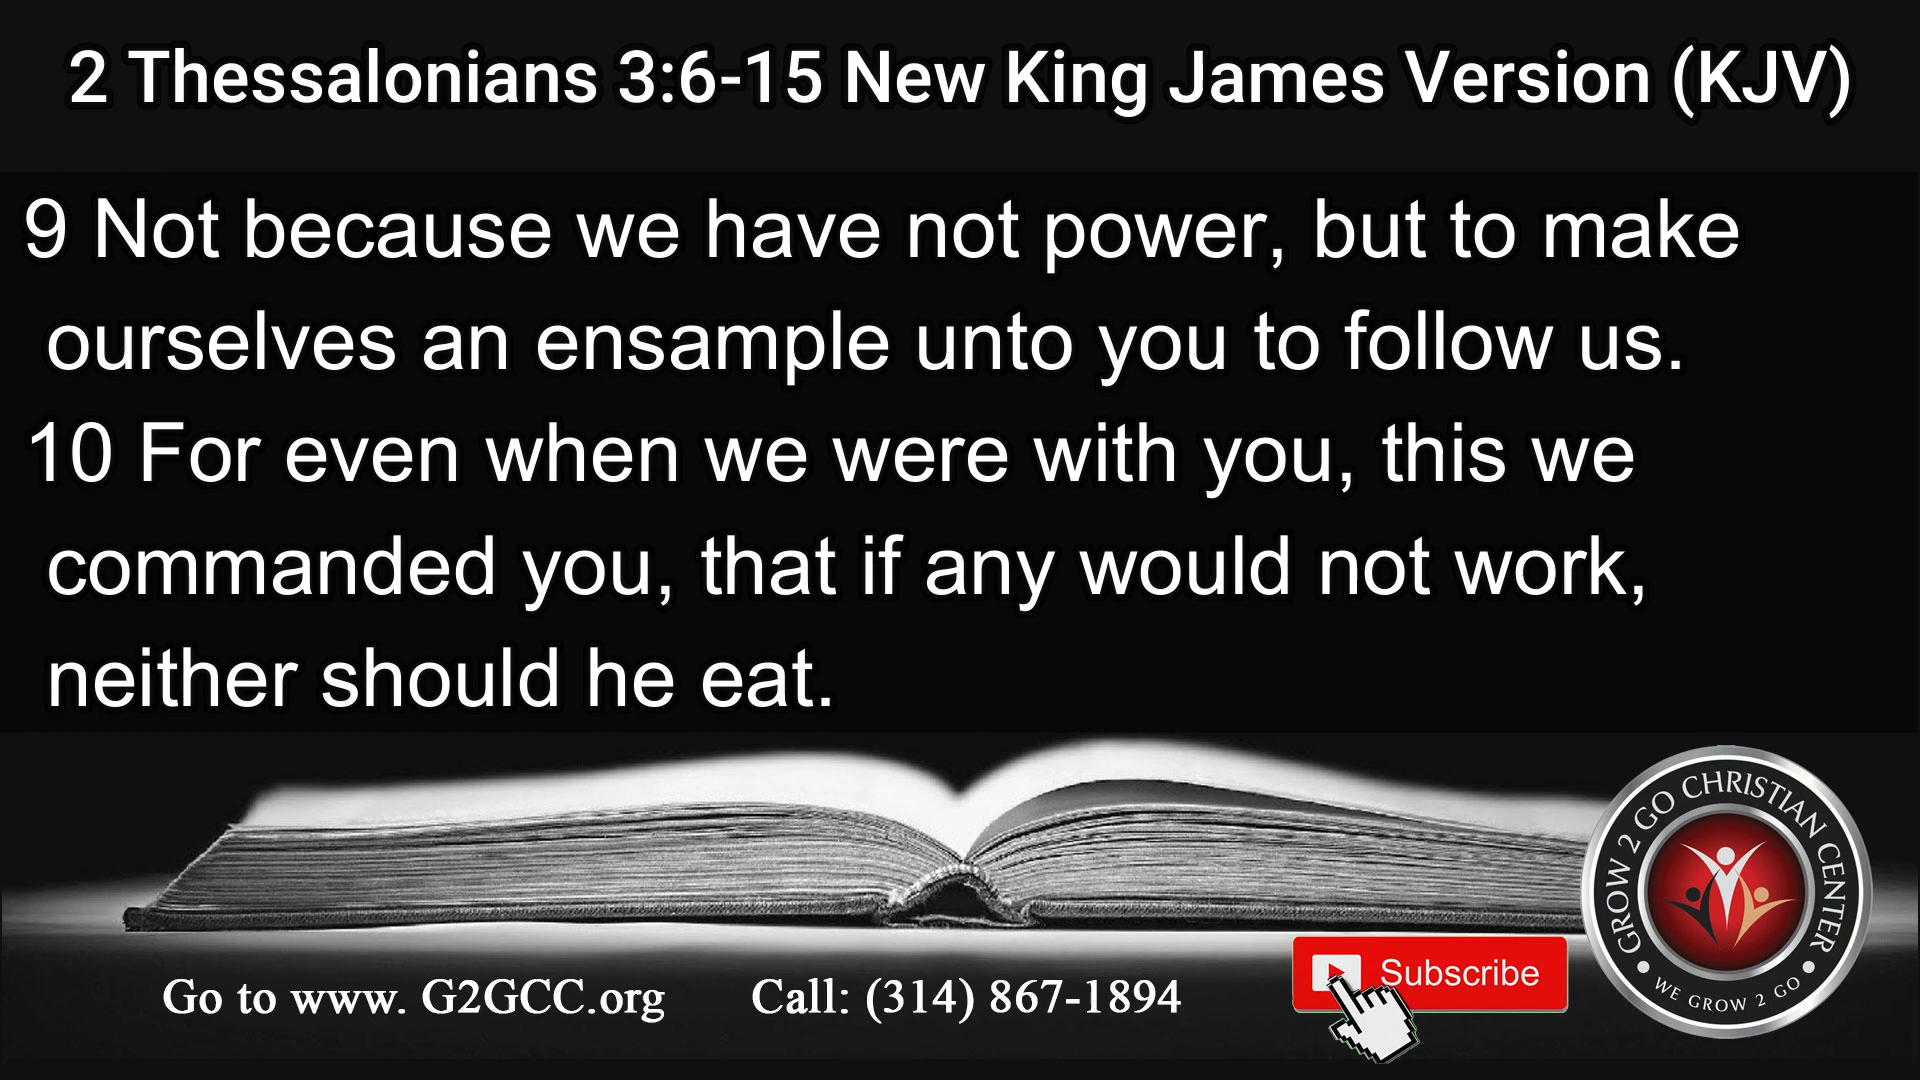 2 Thessalonians 3:6-15 New King James Version (KJV)
9 Not because we have not power, but to make
ourselves an ensample unto you to follow us.
10 For even when we were with you, this we
commanded you, that if any would not work,
neither should he eat.
GROW 2 GO CHRISTIAN CENTER
WE GROW 2 GO
Subscribe
Go to www. G2GCC.org
Call: (314) 867-1894